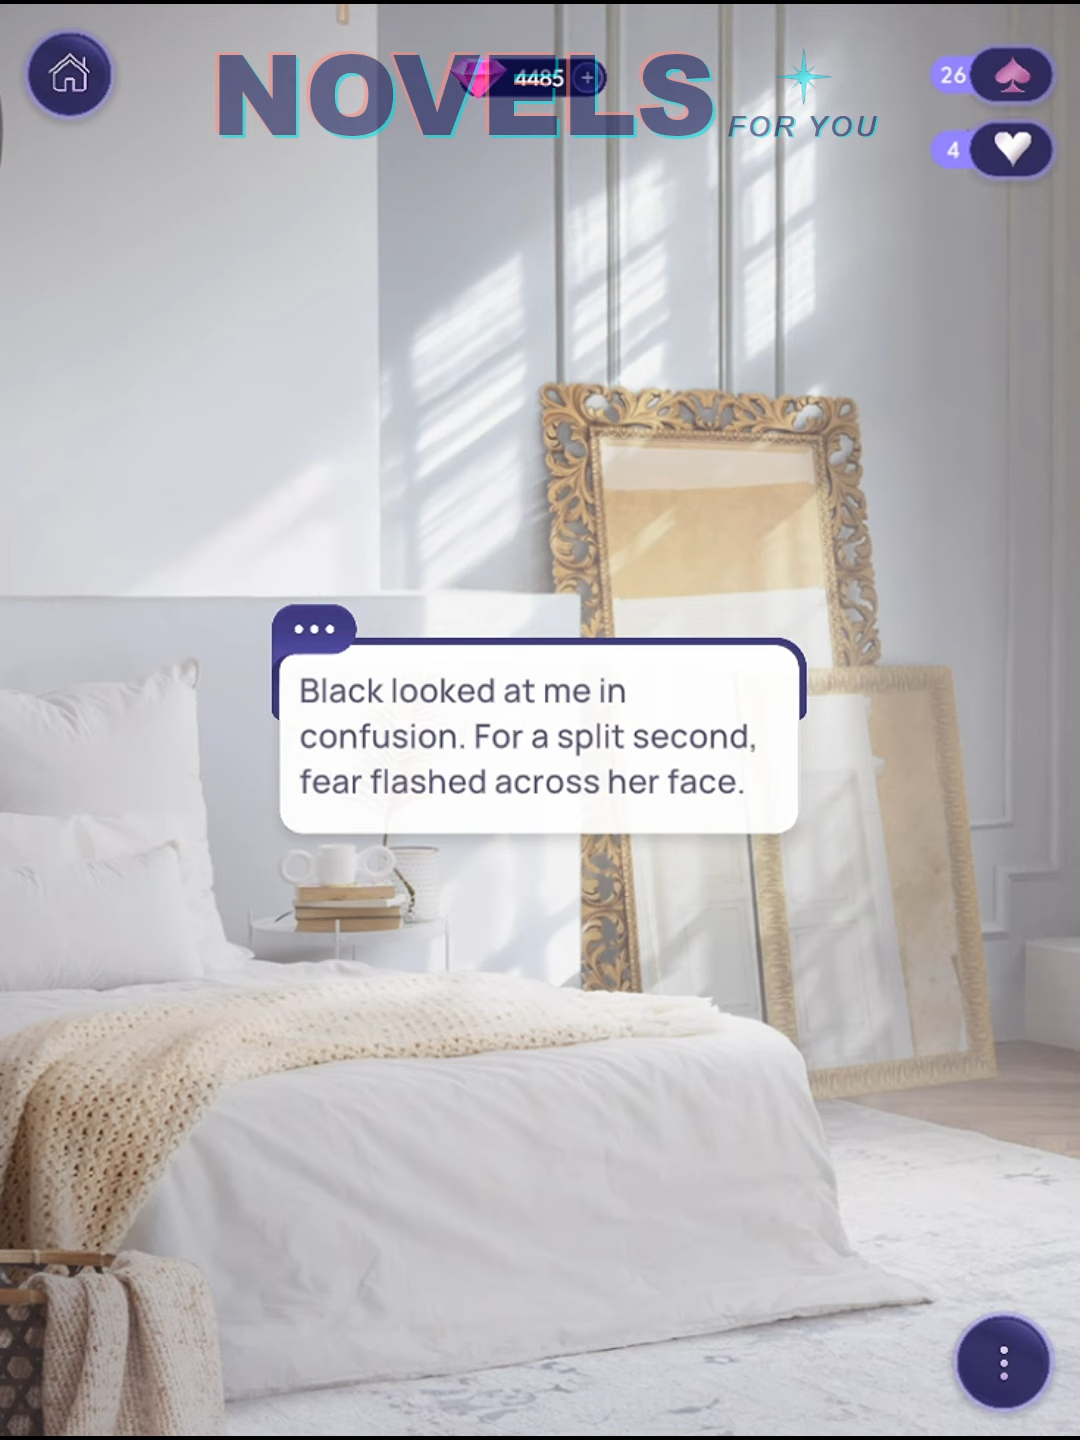 NOVELS
4485
FOR YOU
26
4
Black looked at me in
confusion. For a split second,
fear flashed across her face.